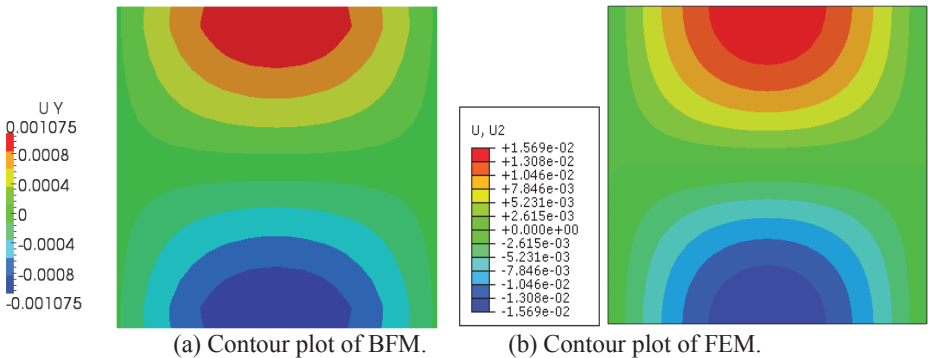 U Y
0.001075
0.0008
0.0004
0
-0.0004
-0.0008
-0.001075
U, U2
+1.569e-02
+1.308e-02
+1.046e-02
+7.846e-03
+5.231e-03
+2.615e-03
+0.000e+00
-2.615e-03
-5.231e-03
-7.846e-03
-1.046e-02
-1.308e-02
-1.569e-02
(a) Contour plot of BFM.
(b) Contour plot of FEM.